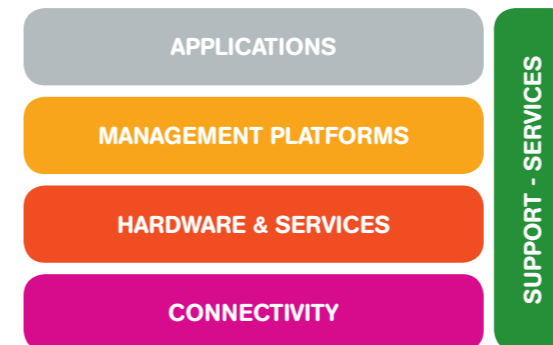 APPLICATIONS
MANAGEMENT PLATFORMS
HARDWARE & SERVICES
CONNECTIVITY
SUPPORT - SERVICES